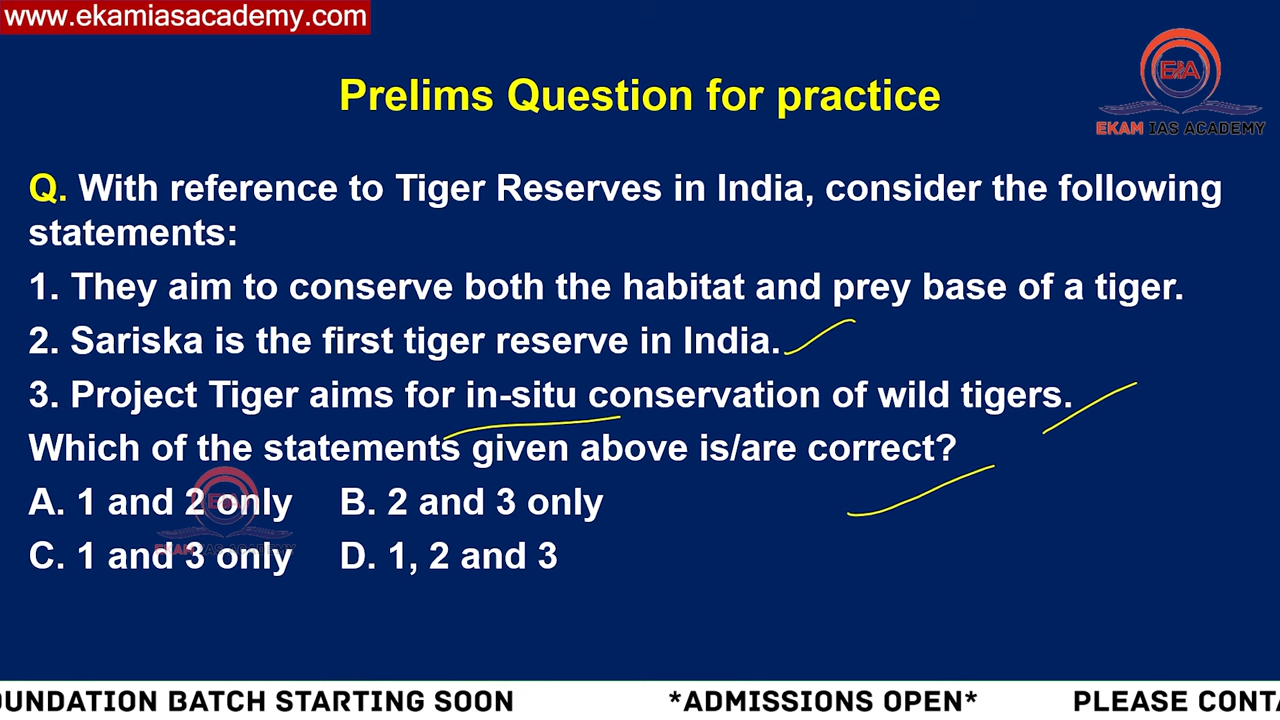 www.ekamiasacademy.com
EIA
EKAM IAS ACADEMY
Prelims Question for practice
Q. With reference to Tiger Reserves in India, consider the following
statements:
1. They aim to conserve both the habitat and prey base of a tiger.
2. Sariska is the first tiger reserve in India.
3. Project Tiger aims for in-situ conservation of wild tigers.
Which of the statements given above is/are correct?
A. 1 and 2 only B. 2 and 3 only
EKAM IAS ACADEMY
C. 1 and 3 only D. 1, 2 and 3
OUNDATION BATCH STARTING SOON *ADMISSIONS OPEN* PLEASE CONTA